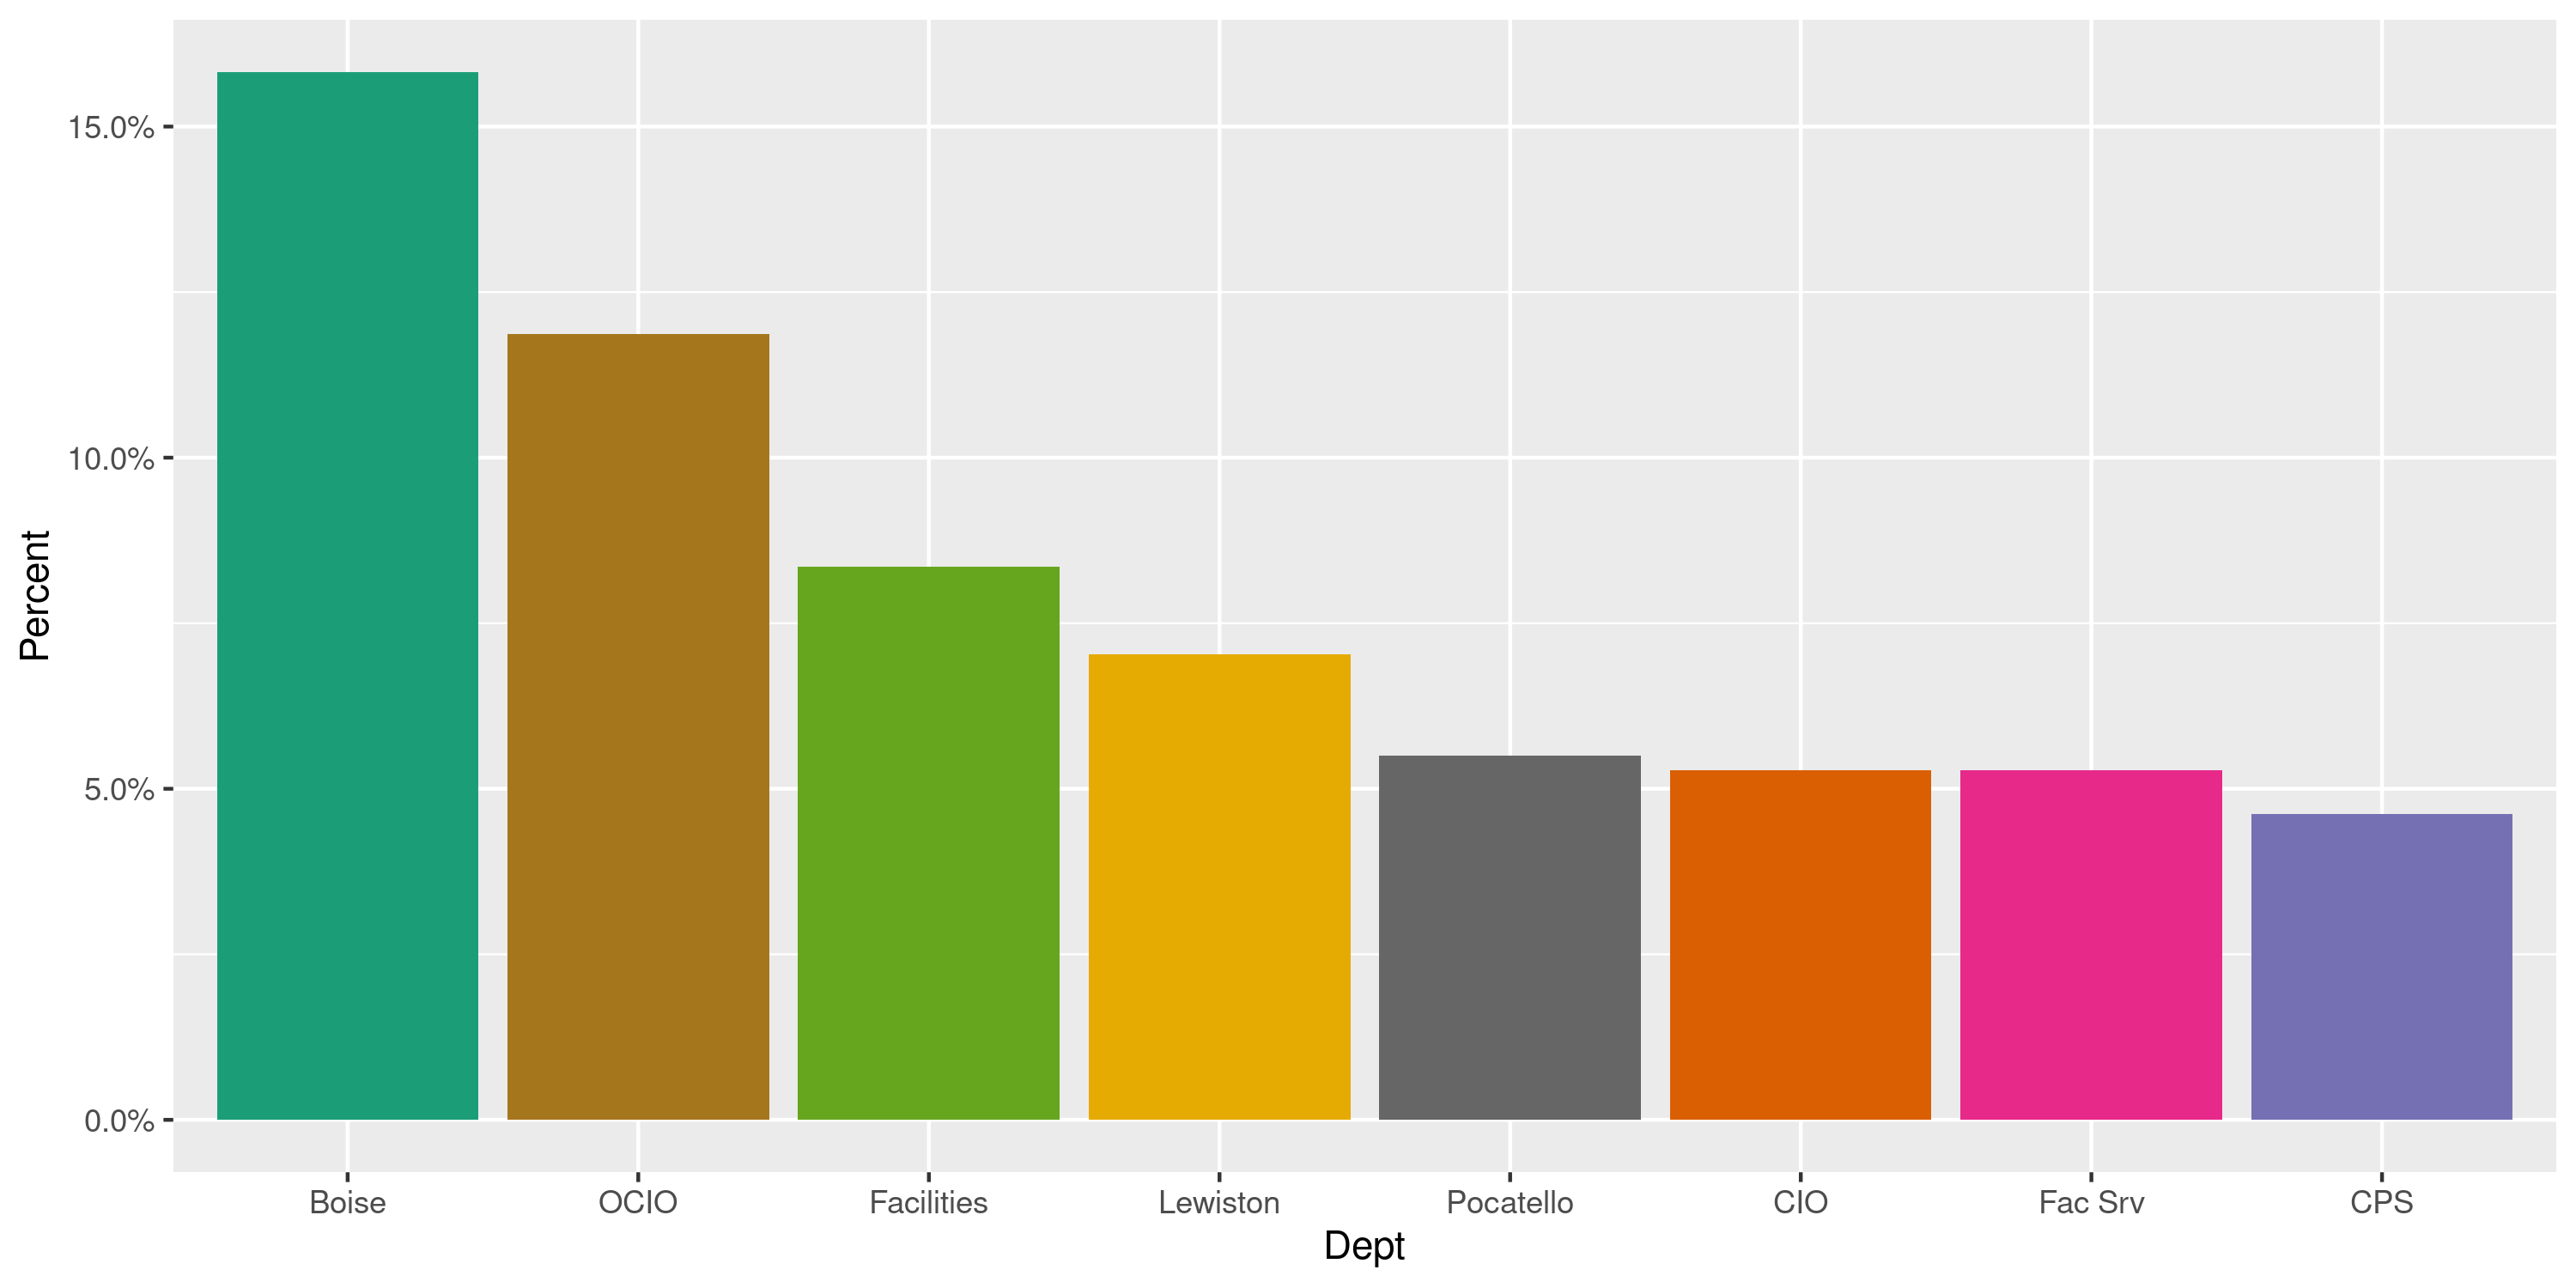 15.0%
10.0%
5.0%
0.0%
Percent
Boise OCIO Facilities Lewiston Pocatello CIO Fac Srv CPS
Dept